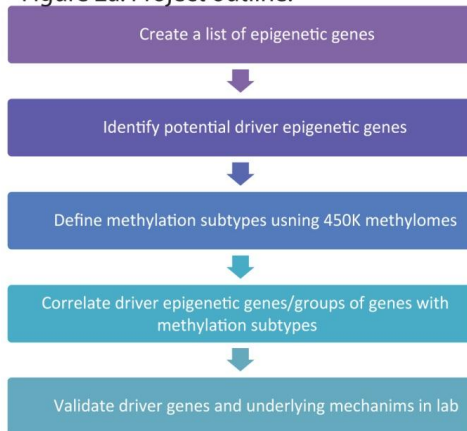 Figure 2a. Project outline.
Create a list of epigenetic genes
Identify potential driver epigenetic genes
Define methylation subtypes usning 450K methylomes
Correlate driver epigenetic genes/groups of genes with
methylation subtypes
Validate driver genes and underlying mechanims in lab